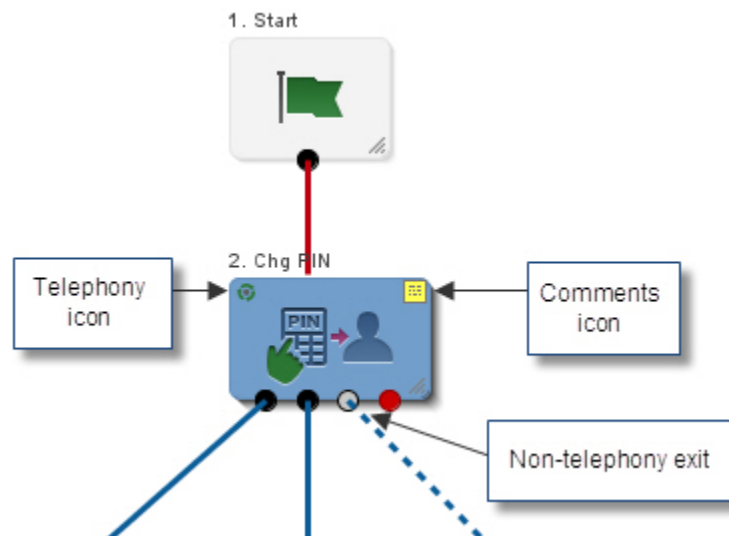 1. Start
2. Chg PIN
Telephony
icon
Comments
icon
PIN
Non-telephony exit